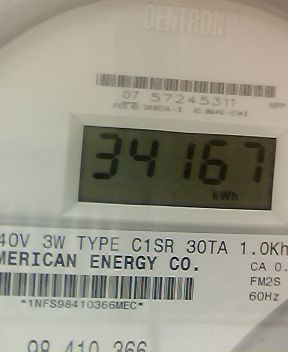 CENTRON®
07 57245311
34167
kWh
40V 3W TYPE C1SR 30TA 1.0Kh
MERICAN ENERGY CO.
CA 0.
FM2S
60Hz
*1NFS98410366MEC*
98 410 366